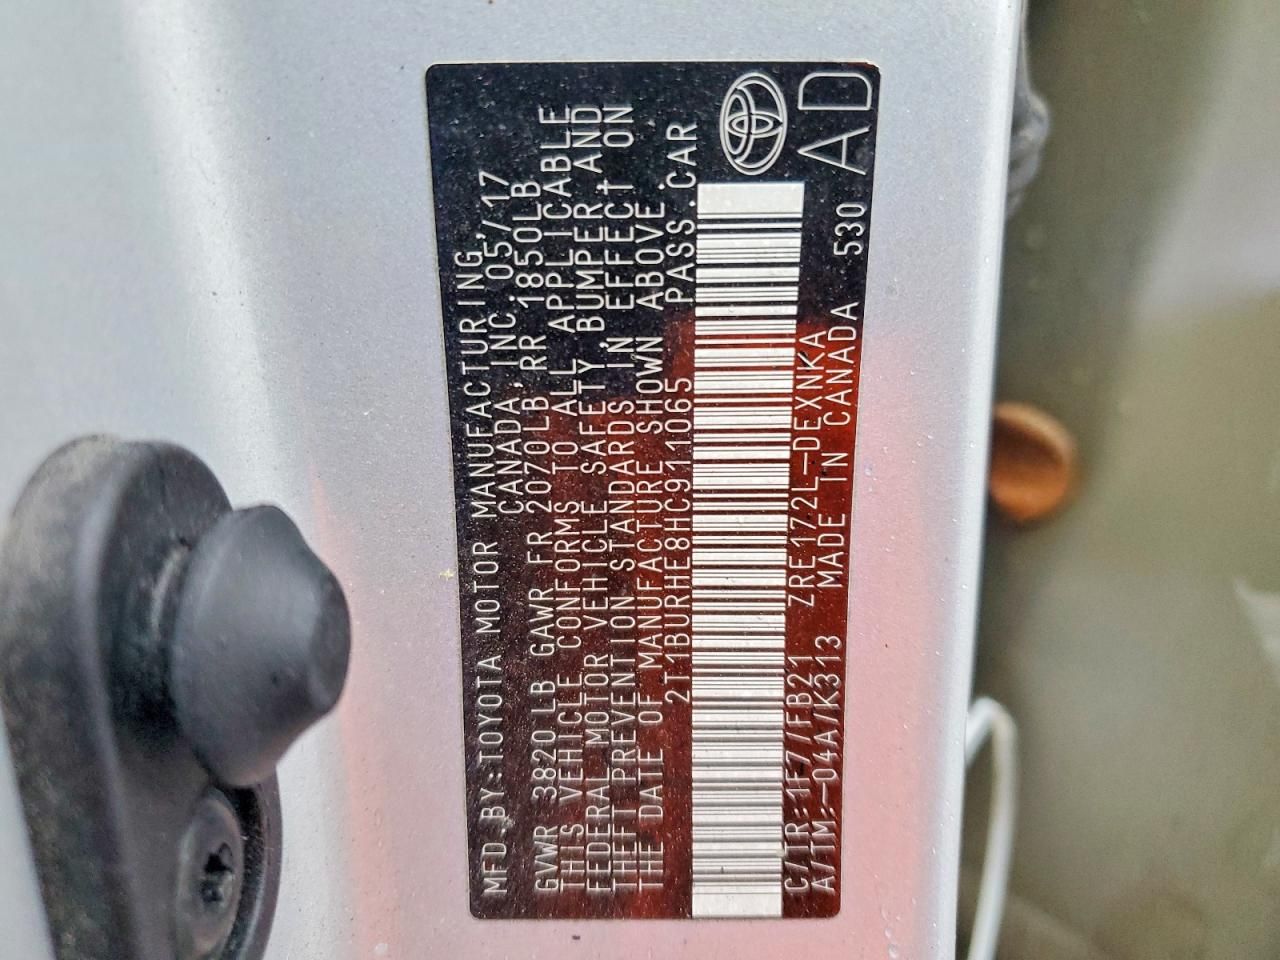 MFD.BY:TOYOTA MOTOR MANUFACTURING,
CANADA, INC. 05/17
GVWR 3820LB GAWR FR 2070LB RR 1850LB
THIS VEHICLE CONFORMS TO ALL APPLICABLE
FEDERAL MOTOR VEHICLE SAFETY, BUMPER, AND
THEFT PREVENTION STANDARDS IN EFFECT ON
THE DATE OF MANUFACTURE SHOWN ABOVE.
2T1BURHE8HC911065 PASS.CAR
C/TR:1F7/FB21 ZRE172L-DEXNKA
A/TM:-04A/K313 MADE IN CANADA 530
AD